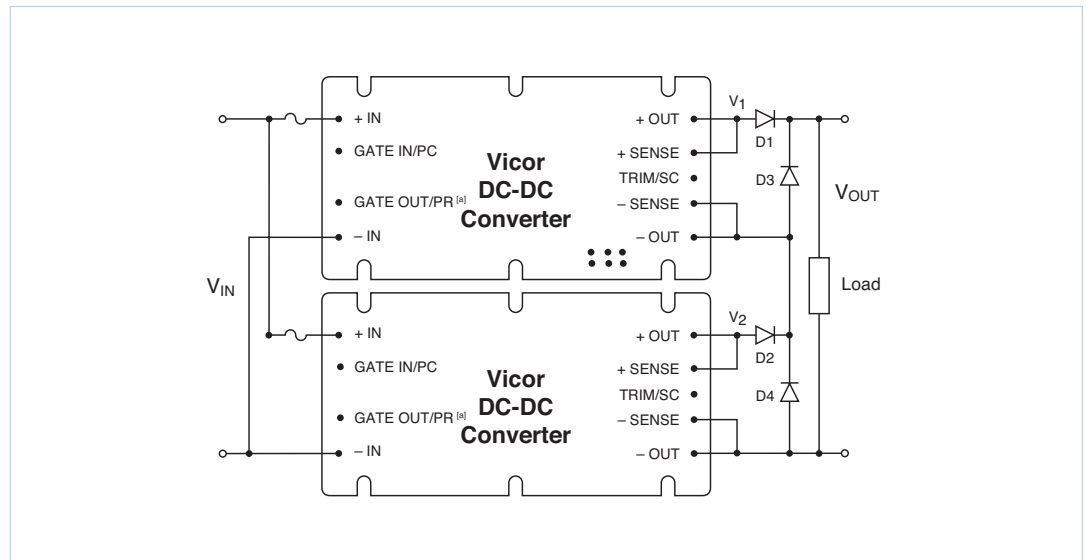 V1
+ IN
+ OUT
D1
GATE IN/PC
+ SENSE
Vicor
DC-DC
Converter
TRIM/SC
D3
VOUT
GATE OUT/PR [a]
– SENSE
– IN
– OUT
VIN
Load
V2
+ IN
+ OUT
D2
GATE IN/PC
+ SENSE
Vicor
DC-DC
Converter
TRIM/SC
D4
GATE OUT/PR [a]
– SENSE
– IN
– OUT